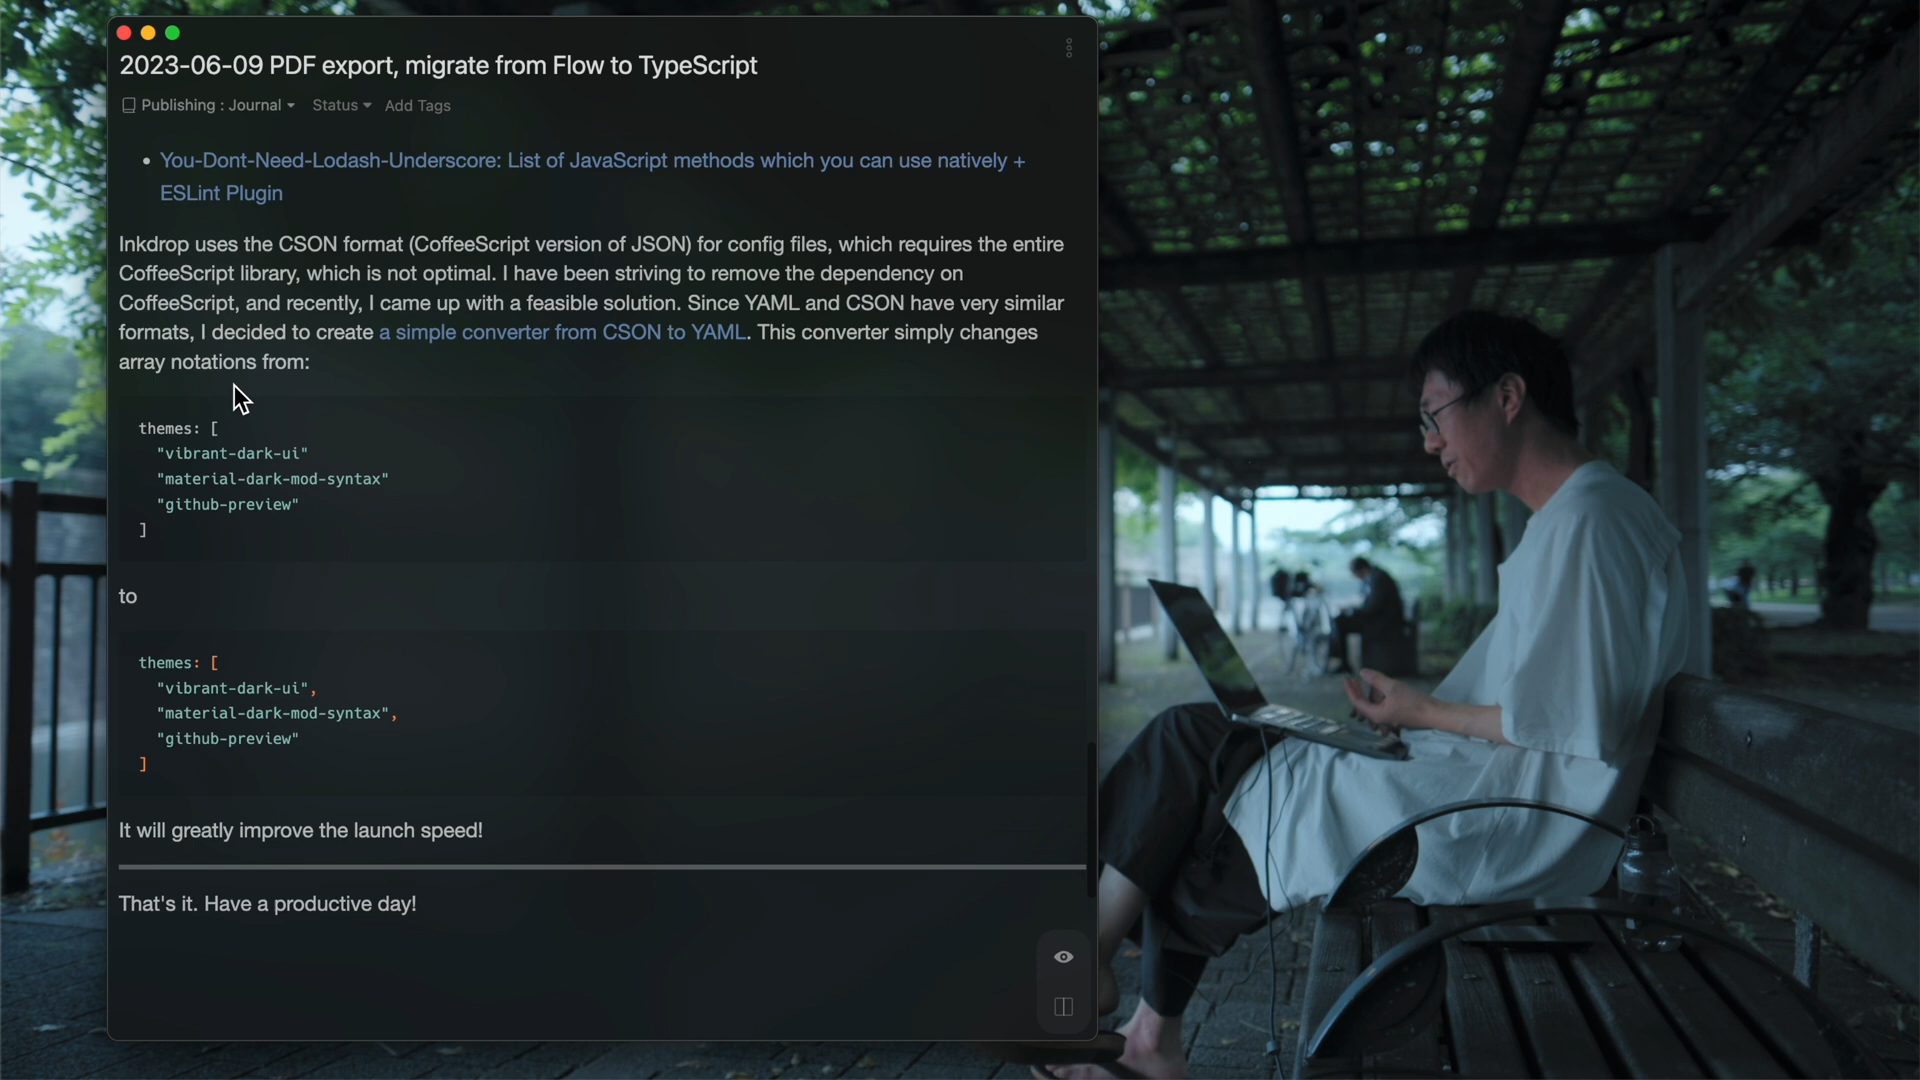 2023-06-09 PDF export, migrate from Flow to TypeScript
Publishing : Journal Status Add Tags
• You-Dont-Need-Lodash-Underscore: List of JavaScript methods which you can use natively +
ESLint Plugin
Inkdrop uses the CSON format (CoffeeScript version of JSON) for config files, which requires the entire
CoffeeScript library, which is not optimal. I have been striving to remove the dependency on
CoffeeScript, and recently, I came up with a feasible solution. Since YAML and CSON have very similar
formats, I decided to create a simple converter from CSON to YAML. This converter simply changes
array notations from:
themes: [
"vibrant-dark-ui"
"material-dark-mod-syntax"
"github-preview"
]
to
themes: [
"vibrant-dark-ui",
"material-dark-mod-syntax",
"github-preview"
]
It will greatly improve the launch speed!
That's it. Have a productive day!